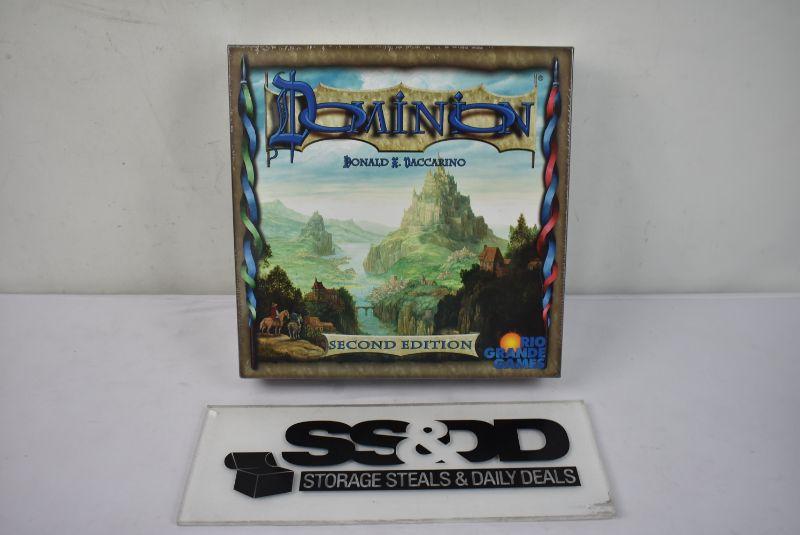 DOMINION
®
DONALD X. VACCARINO
SECOND EDITION
RIO
GRANDE
GAMES
SS&DD
STORAGE STEALS & DAILY DEALS